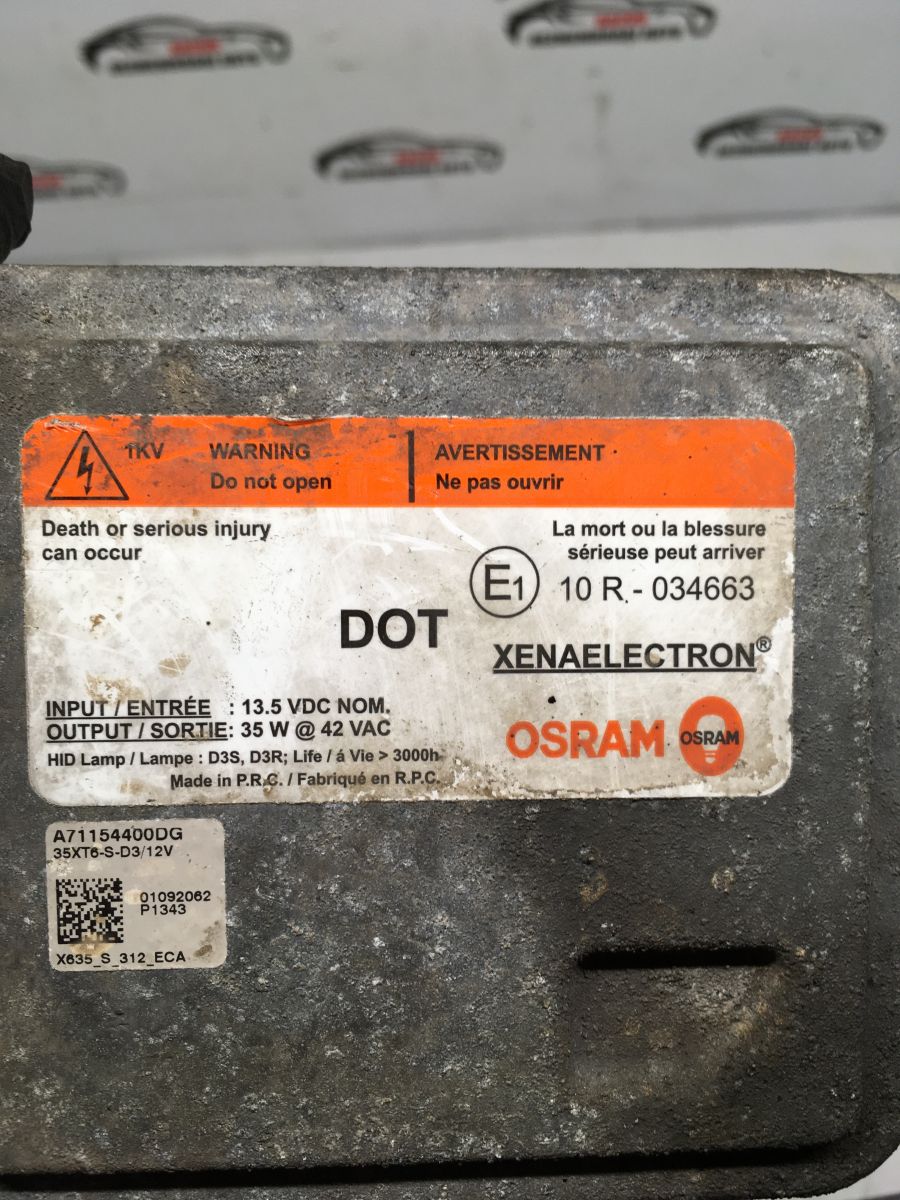 1KV WARNING AVERTISSEMENT
Do not open Ne pas ouvrir
Death or serious injury
can occur
La mort ou la blessure
sérieuse peut arriver
E1 10 R - 034663
DOT
XENAELECTRON®
INPUT / ENTRÉE : 13.5 VDC NOM.
OUTPUT / SORTIE: 35 W @ 42 VAC
HID Lamp / Lampe : D3S, D3R; Life / á Vie > 3000h
Made in P.R.C. / Fabriqué en R.P.C.
OSRAM OSRAM
A71154400DG
35XT6-S-D3/12V
01092062
P1343
X635_S_312_ECA